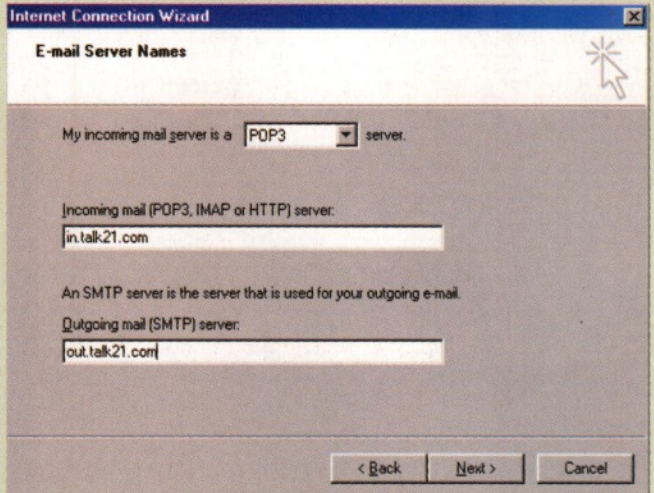 Internet Connection Wizard
E-mail Server Names
My incoming mail server is a POP3 server.
Incoming mail (POP3, IMAP or HTTP) server:
in.talk21.com
An SMTP server is the server that is used for your outgoing e-mail.
Outgoing mail (SMTP) server:
out.talk21.com
< Back Next > Cancel